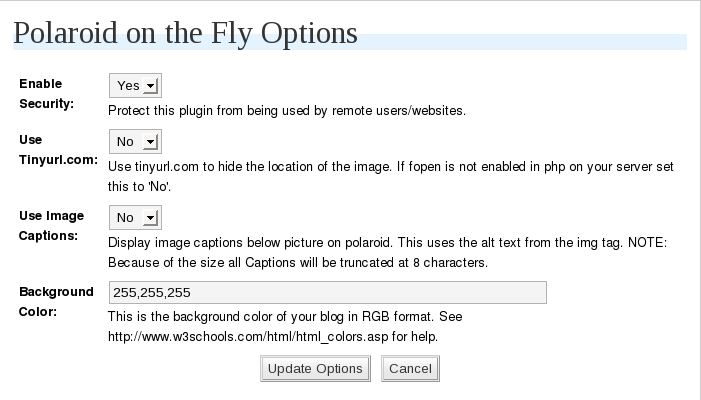 Polaroid on the Fly Options
Enable Security:
Yes
Protect this plugin from being used by remote users/websites.
Use Tinyurl.com:
No
Use tinyurl.com to hide the location of the image. If fopen is not enabled in php on your server set
this to 'No'.
Use Image Captions:
No
Display image captions below picture on polaroid. This uses the alt text from the img tag. NOTE:
Because of the size all Captions will be truncated at 8 characters.
Background Color:
255,255,255
This is the background color of your blog in RGB format. See
http://www.w3schools.com/html/html_colors.asp for help.
Update Options Cancel